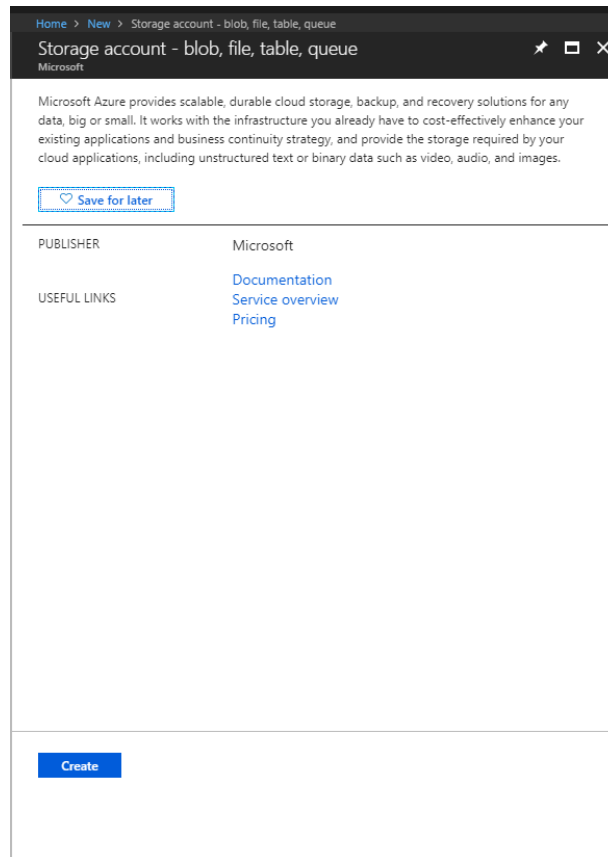 Home > New > Storage account - blob, file, table, queue
Storage account - blob, file, table, queue
Microsoft
Microsoft Azure provides scalable, durable cloud storage, backup, and recovery solutions for any
data, big or small. It works with the infrastructure you already have to cost-effectively enhance your
existing applications and business continuity strategy, and provide the storage required by your
cloud applications, including unstructured text or binary data such as video, audio, and images.
Save for later
PUBLISHER
Microsoft
USEFUL LINKS
Documentation
Service overview
Pricing
Create